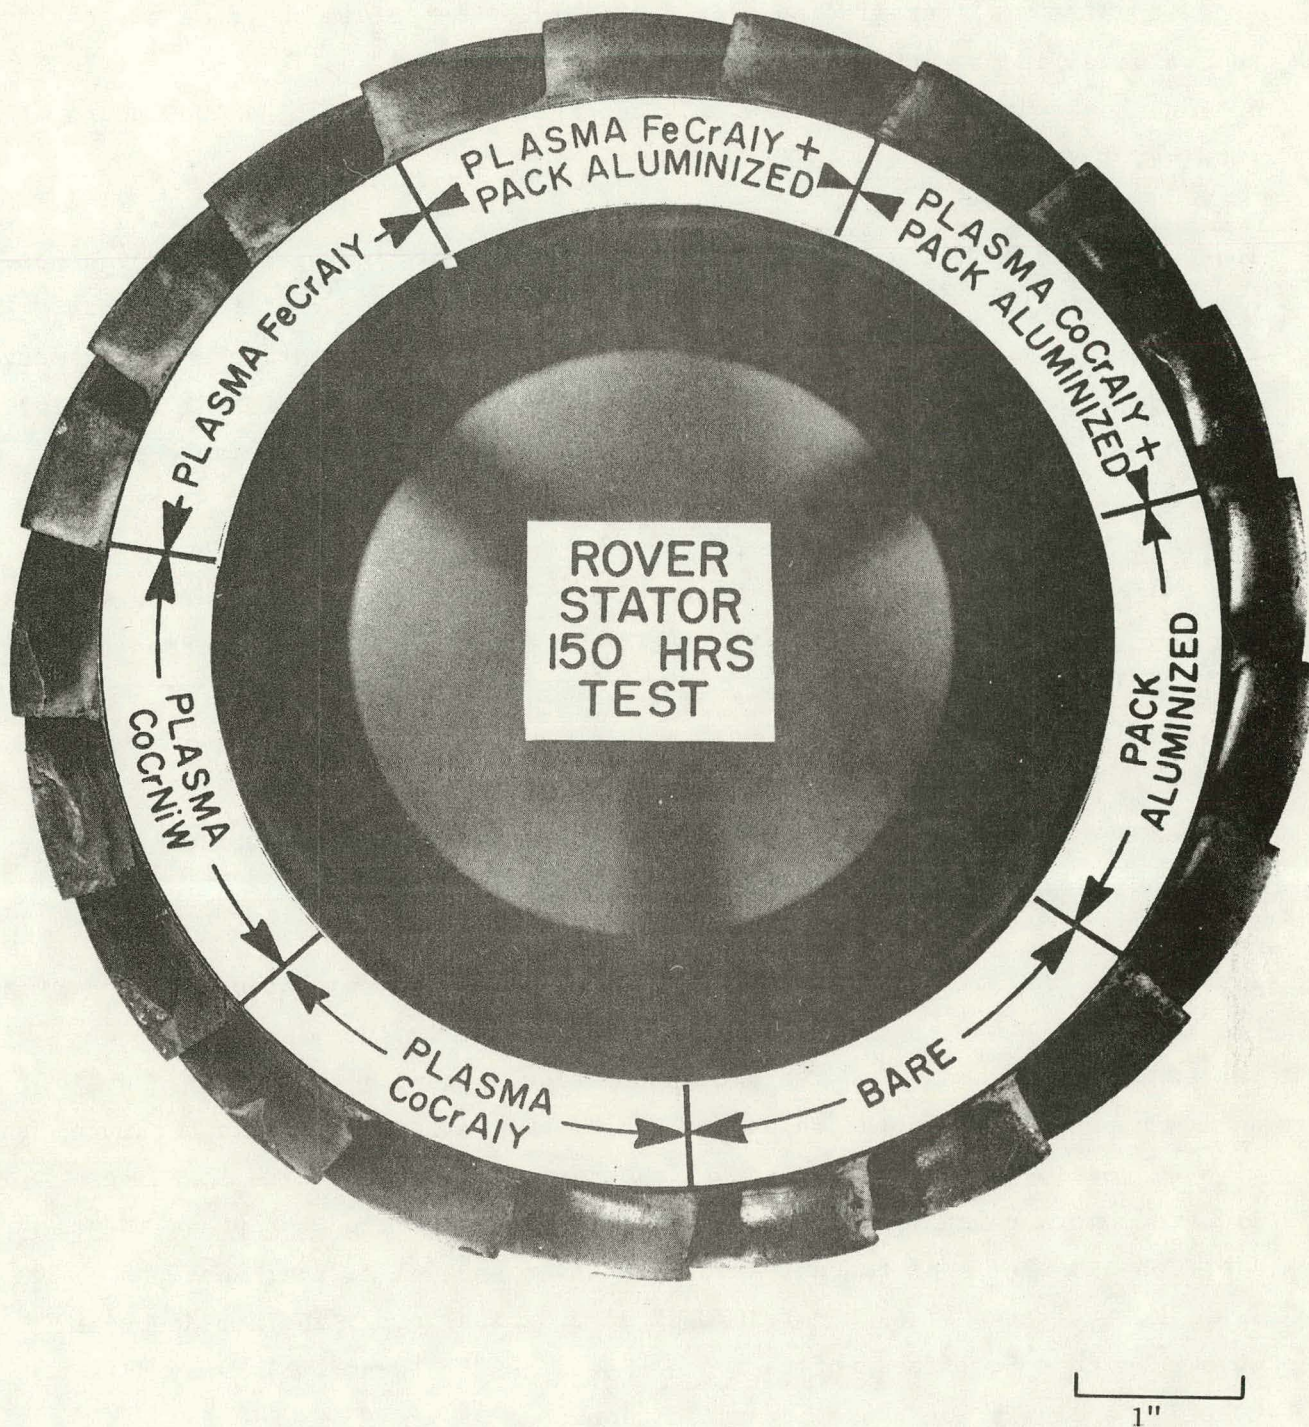 PLASMA FeCrAlY +
PACK ALUMINIZED
PLASMA CoCrAlY +
PACK ALUMINIZED
PACK
ALUMINIZED
BARE
PLASMA
CoCrAlY
PLASMA
CoCrNiW
PLASMA FeCrAlY
ROVER
STATOR
150 HRS
TEST
1"